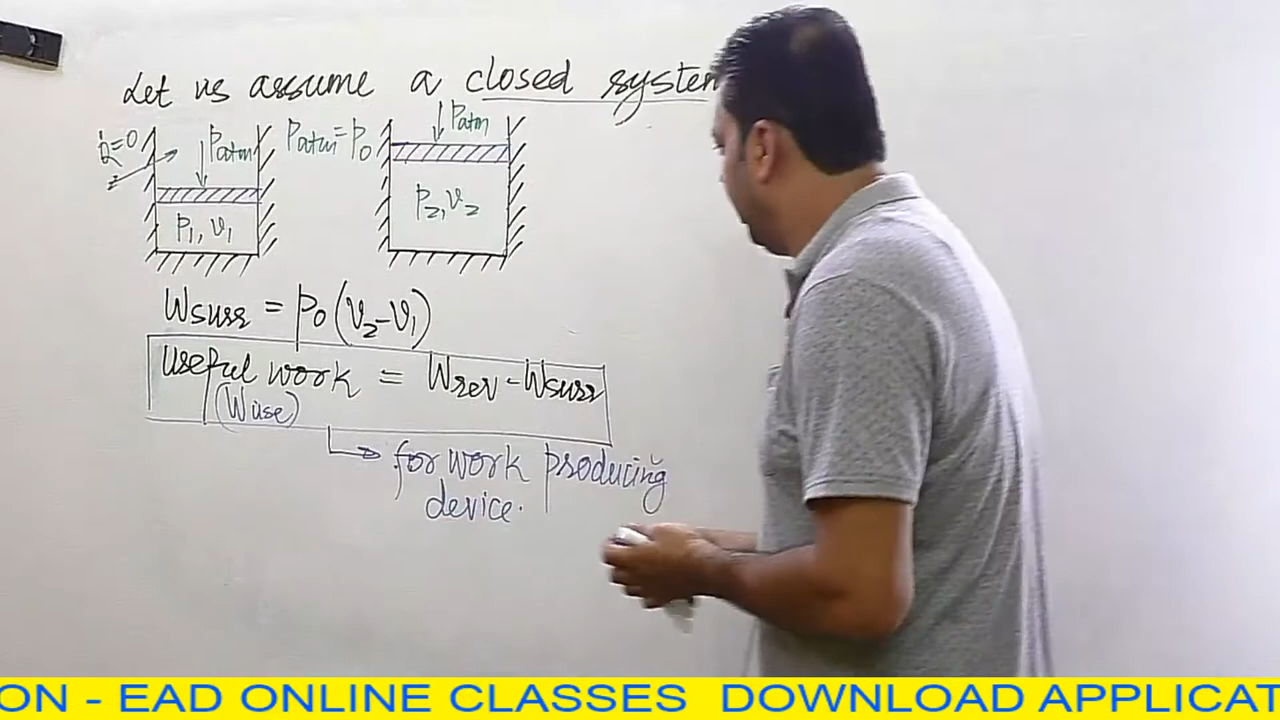 Let us assume a closed system
Q̇=0
Patm
Patm=P0
Patm
P1, V1
P2, V2
Wsurr = P0(V2-V1)
Useful work = Wrev - Wsurr
(Wuse)
for work producing
device.
ON - EAD ONLINE CLASSES DOWNLOAD APPLICAT